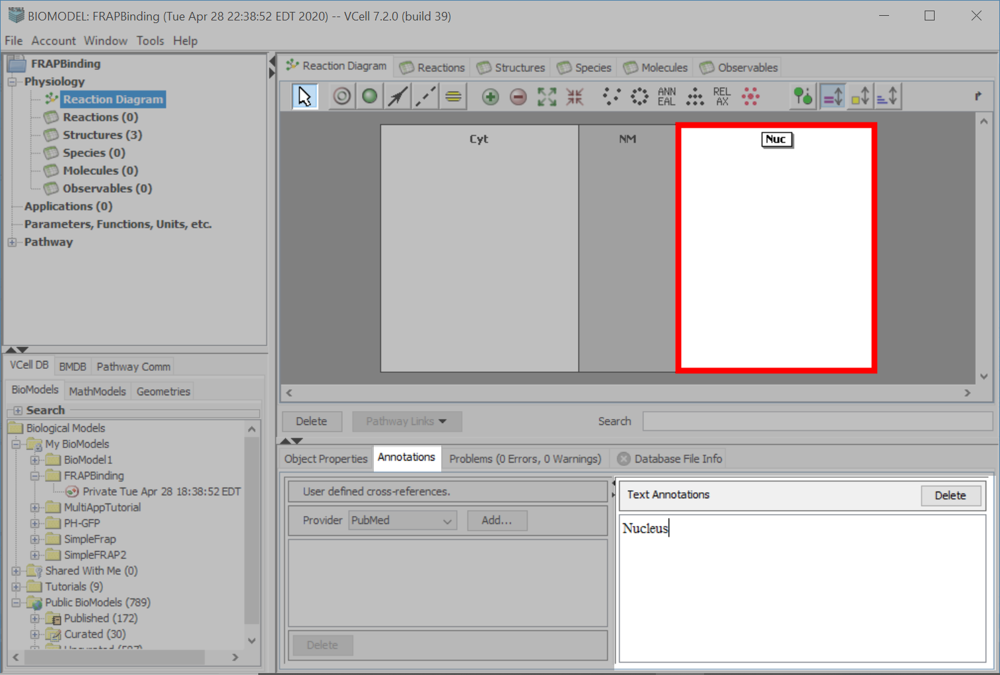 BIOMODEL: FRAPBinding (Tue Apr 28 22:38:52 EDT 2020) -- VCell 7.2.0 (build 39)
File Account Window Tools Help
FRAPBinding
Physiology
Reaction Diagram
Reactions (0)
Structures (3)
Species (0)
Molecules (0)
Observables (0)
Applications (0)
Parameters, Functions, Units, etc.
Pathway
VCell DB BMDB Pathway Comm
BioModels MathModels Geometries
Search
Biological Models
My BioModels
BioModel1
FRAPBinding
Private Tue Apr 28 18:38:52 EDT
MultiAppTutorial
PH-GFP
SimpleFrap
SimpleFRAP2
Shared With Me (0)
Tutorials (9)
Public BioModels (789)
Published (172)
Curated (30)
Reaction Diagram Reactions Structures Species Molecules Observables
ANN EAL REL AX
Cyt NM Nuc
Delete Pathway Links Search
Object Properties Annotations Problems (0 Errors, 0 Warnings) Database File Info
User defined cross-references.
Provider PubMed Add...
Delete
Text Annotations Delete
Nucleus